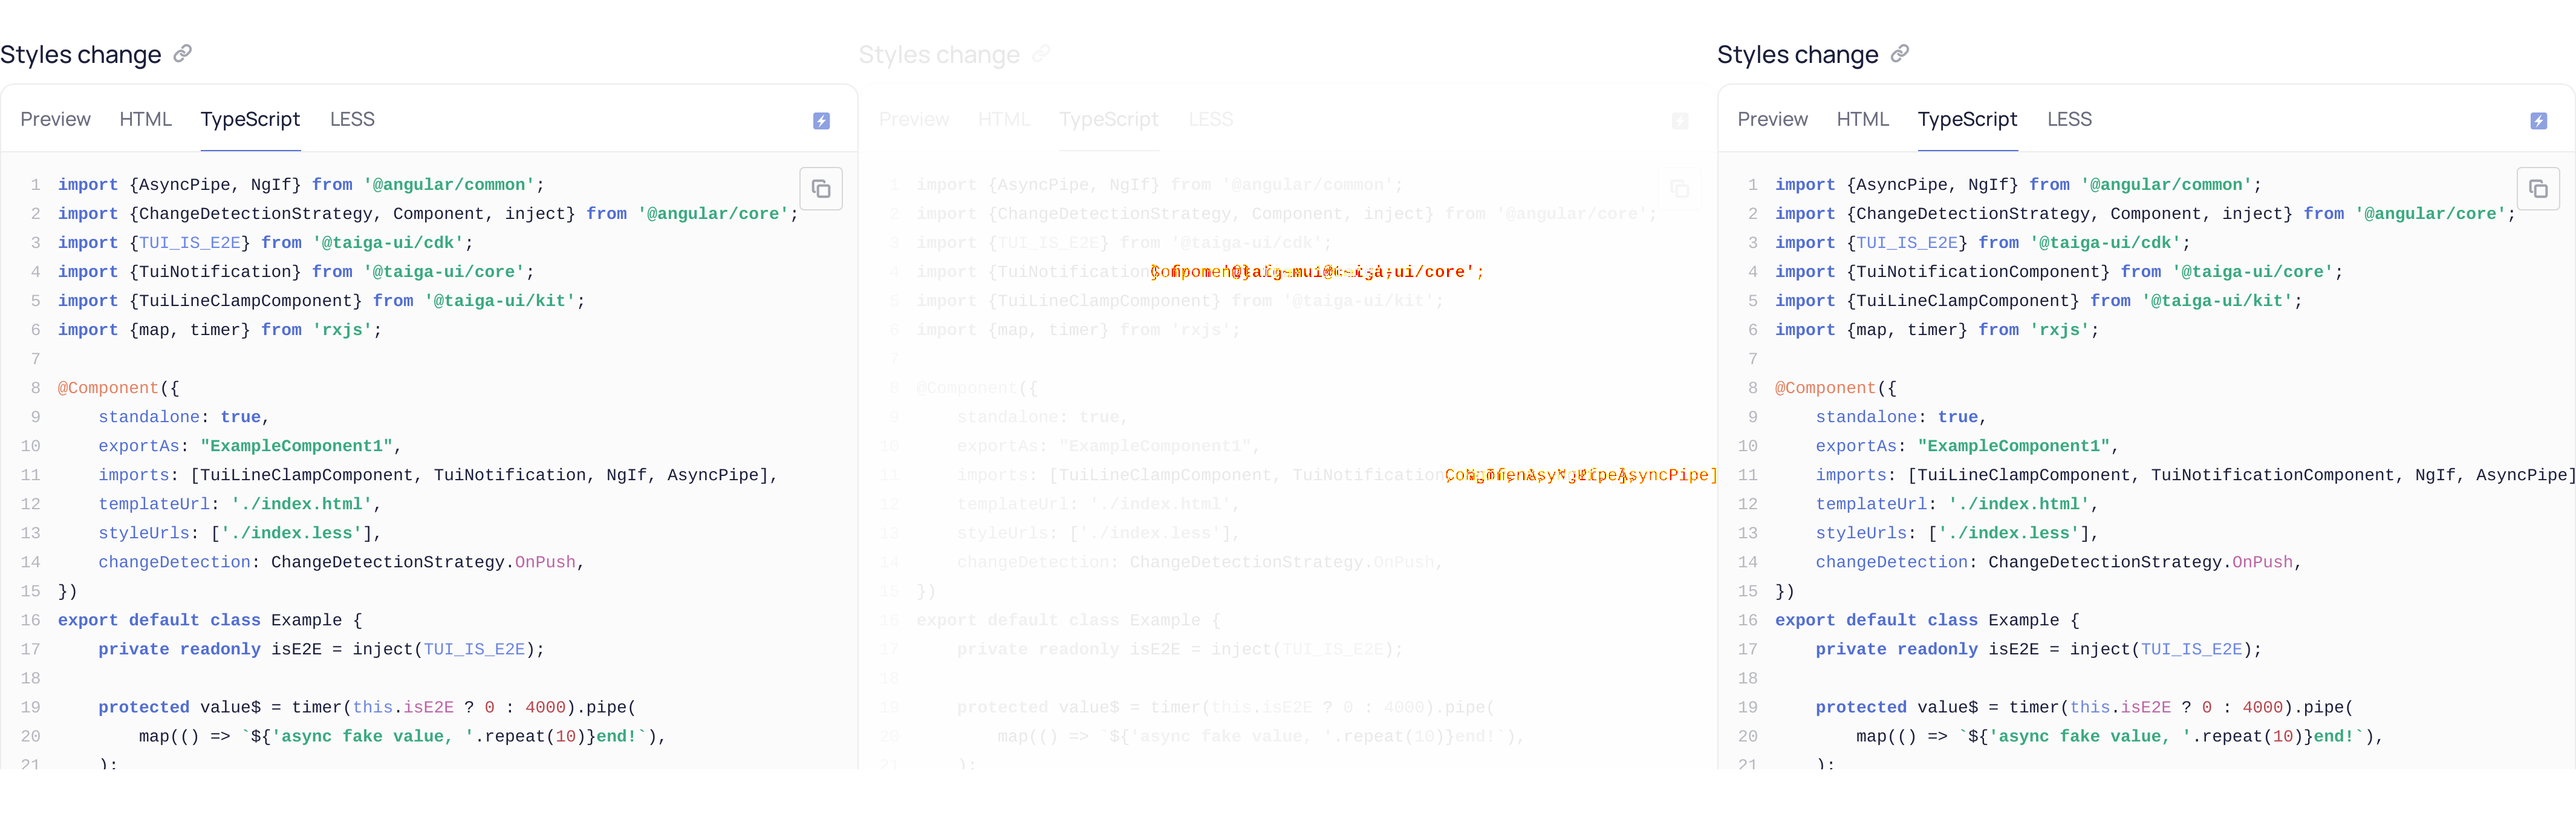 Styles change
Preview HTML TypeScript LESS
1 import {AsyncPipe, NgIf} from '@angular/common';
2 import {ChangeDetectionStrategy, Component, inject} from '@angular/core';
3 import {TUI_IS_E2E} from '@taiga-ui/cdk';
4 import {TuiNotification} from '@taiga-ui/core';
5 import {TuiLineClampComponent} from '@taiga-ui/kit';
6 import {map, timer} from 'rxjs';
7
8 @Component({
9 standalone: true,
10 exportAs: "ExampleComponent1",
11 imports: [TuiLineClampComponent, TuiNotification, NgIf, AsyncPipe],
12 templateUrl: './index.html',
13 styleUrls: ['./index.less'],
14 changeDetection: ChangeDetectionStrategy.OnPush,
15 })
16 export default class Example {
17 private readonly isE2E = inject(TUI_IS_E2E);
18
19 protected value$ = timer(this.isE2E ? 0 : 4000).pipe(
20 map(() => `${'async fake value, '.repeat(10)}end!`),
21 );
Styles change
Preview HTML TypeScript LESS
1 import {AsyncPipe, NgIf} from '@angular/common';
2 import {ChangeDetectionStrategy, Component, inject} from '@angular/core';
3 import {TUI_IS_E2E} from '@taiga-ui/cdk';
4 import {TuiNotification
5 import {TuiLineClampComponent} from '@taiga-ui/kit';
6 import {map, timer} from 'rxjs';
7
8 @Component({
9 standalone: true,
10 exportAs: "ExampleComponent1",
11 imports: [TuiLineClampComponent, TuiNotification
12 templateUrl: './index.html',
13 styleUrls: ['./index.less'],
14 changeDetection: ChangeDetectionStrategy.OnPush,
15 })
16 export default class Example {
17 private readonly isE2E = inject(TUI_IS_E2E);
18
19 protected value$ = timer(this.isE2E ? 0 : 4000).pipe(
20 map(() => `${'async fake value, '.repeat(10)}end!`),
21 );
Styles change
Preview HTML TypeScript LESS
1 import {AsyncPipe, NgIf} from '@angular/common';
2 import {ChangeDetectionStrategy, Component, inject} from '@angular/core';
3 import {TUI_IS_E2E} from '@taiga-ui/cdk';
4 import {TuiNotificationComponent} from '@taiga-ui/core';
5 import {TuiLineClampComponent} from '@taiga-ui/kit';
6 import {map, timer} from 'rxjs';
7
8 @Component({
9 standalone: true,
10 exportAs: "ExampleComponent1",
11 imports: [TuiLineClampComponent, TuiNotificationComponent, NgIf, AsyncPipe]
12 templateUrl: './index.html',
13 styleUrls: ['./index.less'],
14 changeDetection: ChangeDetectionStrategy.OnPush,
15 })
16 export default class Example {
17 private readonly isE2E = inject(TUI_IS_E2E);
18
19 protected value$ = timer(this.isE2E ? 0 : 4000).pipe(
20 map(() => `${'async fake value, '.repeat(10)}end!`),
21 );